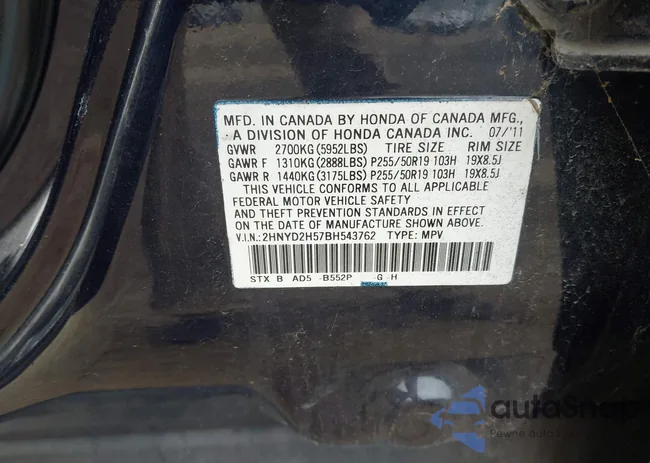 MFD. IN CANADA BY HONDA OF CANADA MFG.,
A DIVISION OF HONDA CANADA INC. 07/'11
GVWR 2700KG(5952LBS) TIRE SIZE RIM SIZE
GAWR F 1310KG(2888LBS) P255/50R19 103H 19X8.5J
GAWR R 1440KG(3175LBS) P255/50R19 103H 19X8.5J
THIS VEHICLE CONFORMS TO ALL APPLICABLE
FEDERAL MOTOR VEHICLE SAFETY
AND THEFT PREVENTION STANDARDS IN EFFECT
ON THE DATE OF MANUFACTURE SHOWN ABOVE.
V.I.N.: 2HNYD2H57BH543762 TYPE: MPV
STX B AD5 -B552P -G H
autoSnap
Pewne auto